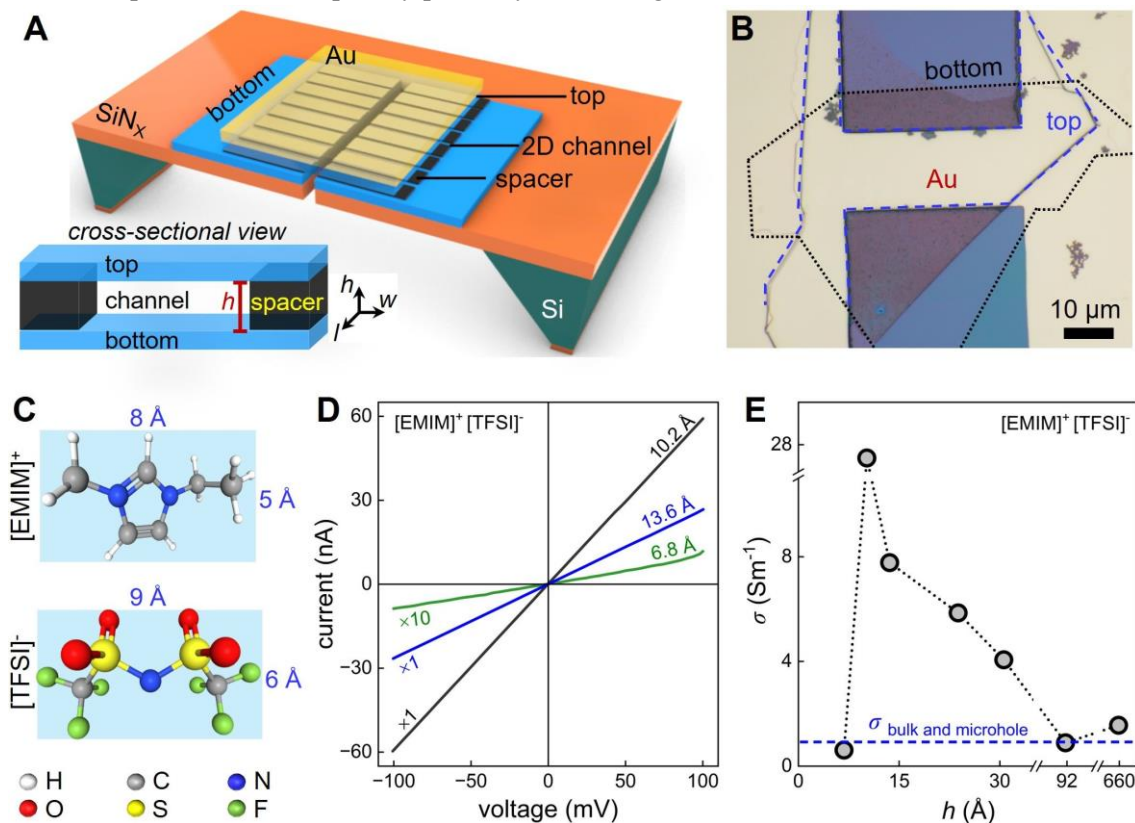 A
Au
bottom
SiNx
top
2D channel
spacer
cross-sectional view
top
channel
h
spacer
bottom
h
w
l
Si
B
bottom
top
Au
10 µm
C
8 Å
[EMIM]+
5 Å
9 Å
[TFSI]-
6 Å
H
C
N
O
S
F
D
[EMIM]+ [TFSI]-
10.2 Å
13.6 Å
6.8 Å
×10
×1
×1
60
30
0
−30
−60
current (nA)
-100
-50
0
50
100
voltage (mV)
E
[EMIM]+ [TFSI]-
28
8
4
0
σ (Sm-1)
σ bulk and microhole
0
15
30
92
660
h (Å)